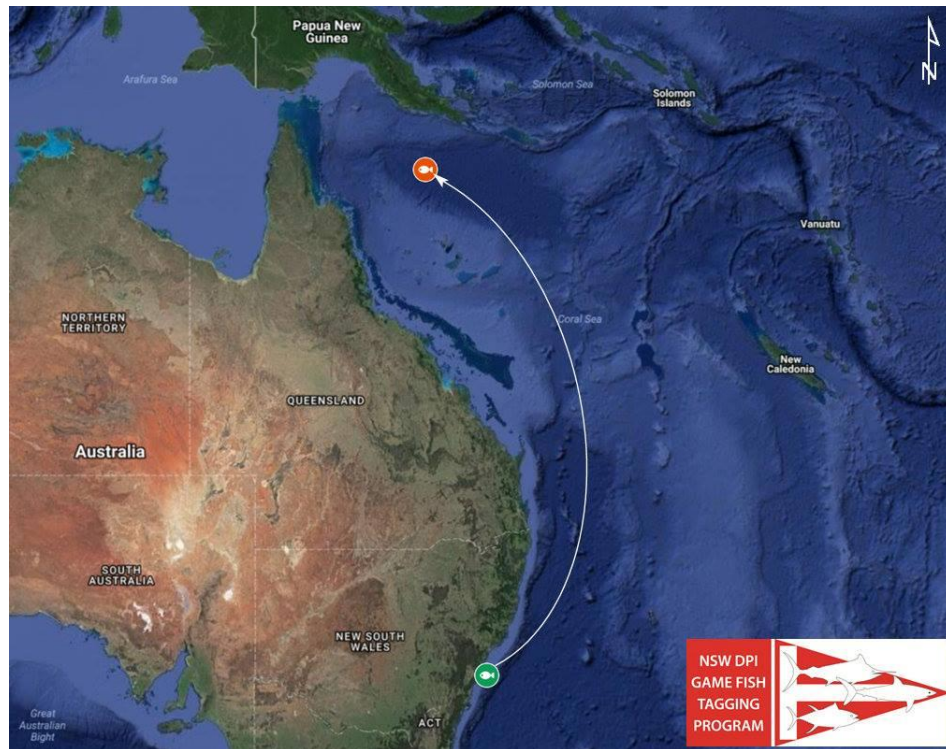 Papua New
Guinea
Arafura Sea
Solomon Sea
Solomon
Islands
N
Vanuatu
Coral Sea
NORTHERN
TERRITORY
New
Caledonia
QUEENSLAND
Australia
SOUTH
AUSTRALIA
NEW SOUTH
WALES
ACT
Great
Australian
Bight
NSW DPI
GAME FISH
TAGGING
PROGRAM